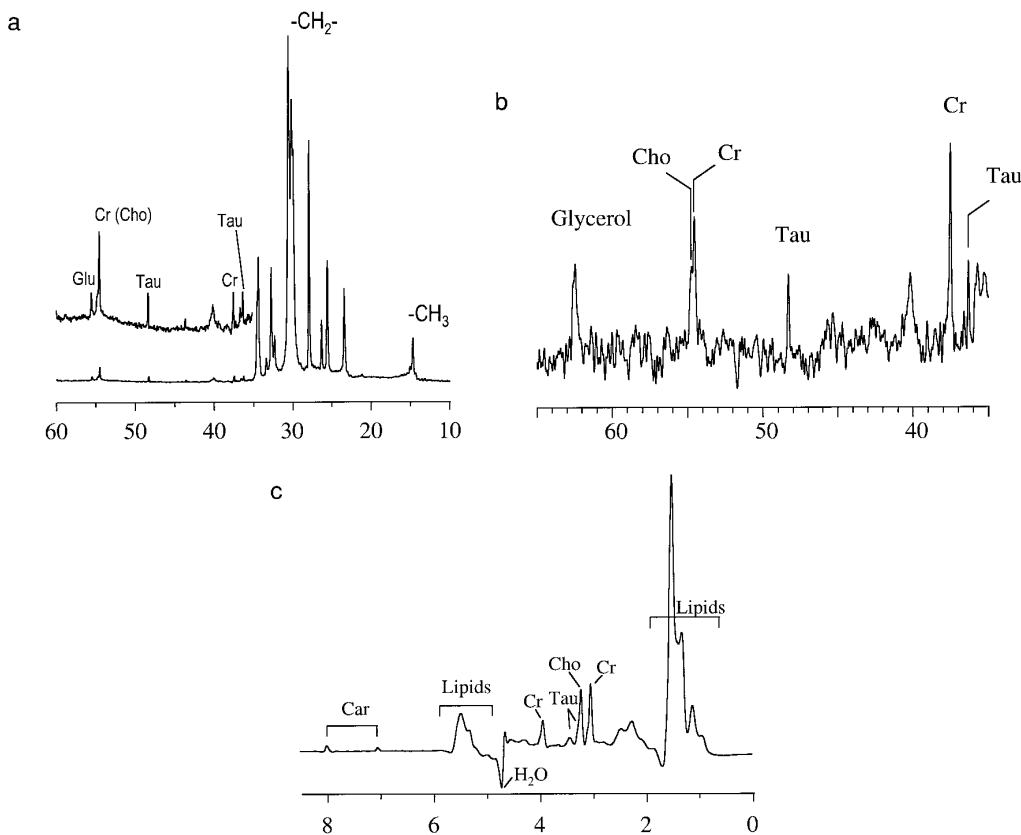 a
-CH₂-
Cr (Cho)
Glu
Tau
Cr
Tau
-CH₃
60 50 40 30 20 10
b
Glycerol
Cho
Cr
Tau
Cr
Tau
60 50 40
c
Car
Lipids
H₂O
Cr
Tau
Cho
Cr
Lipids
8 6 4 2 0